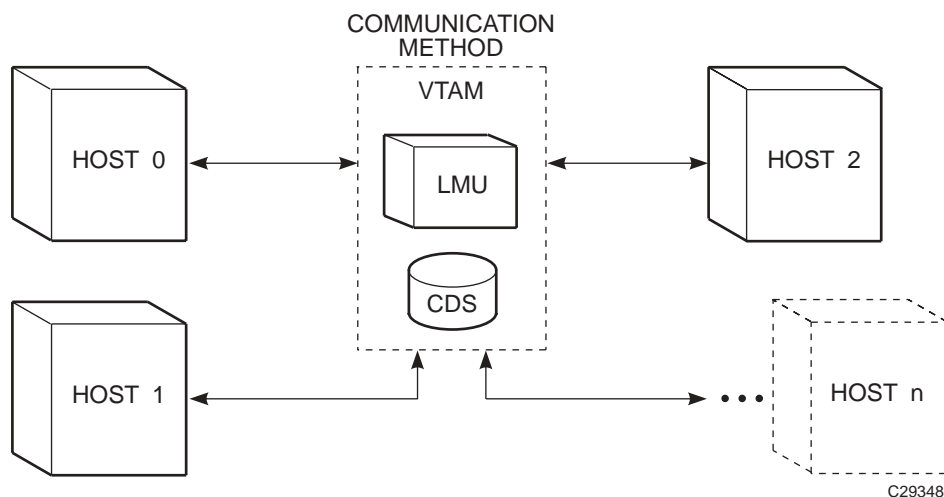 COMMUNICATION
METHOD
VTAM
HOST 0
LMU
HOST 2
CDS
HOST 1
HOST n
C29348